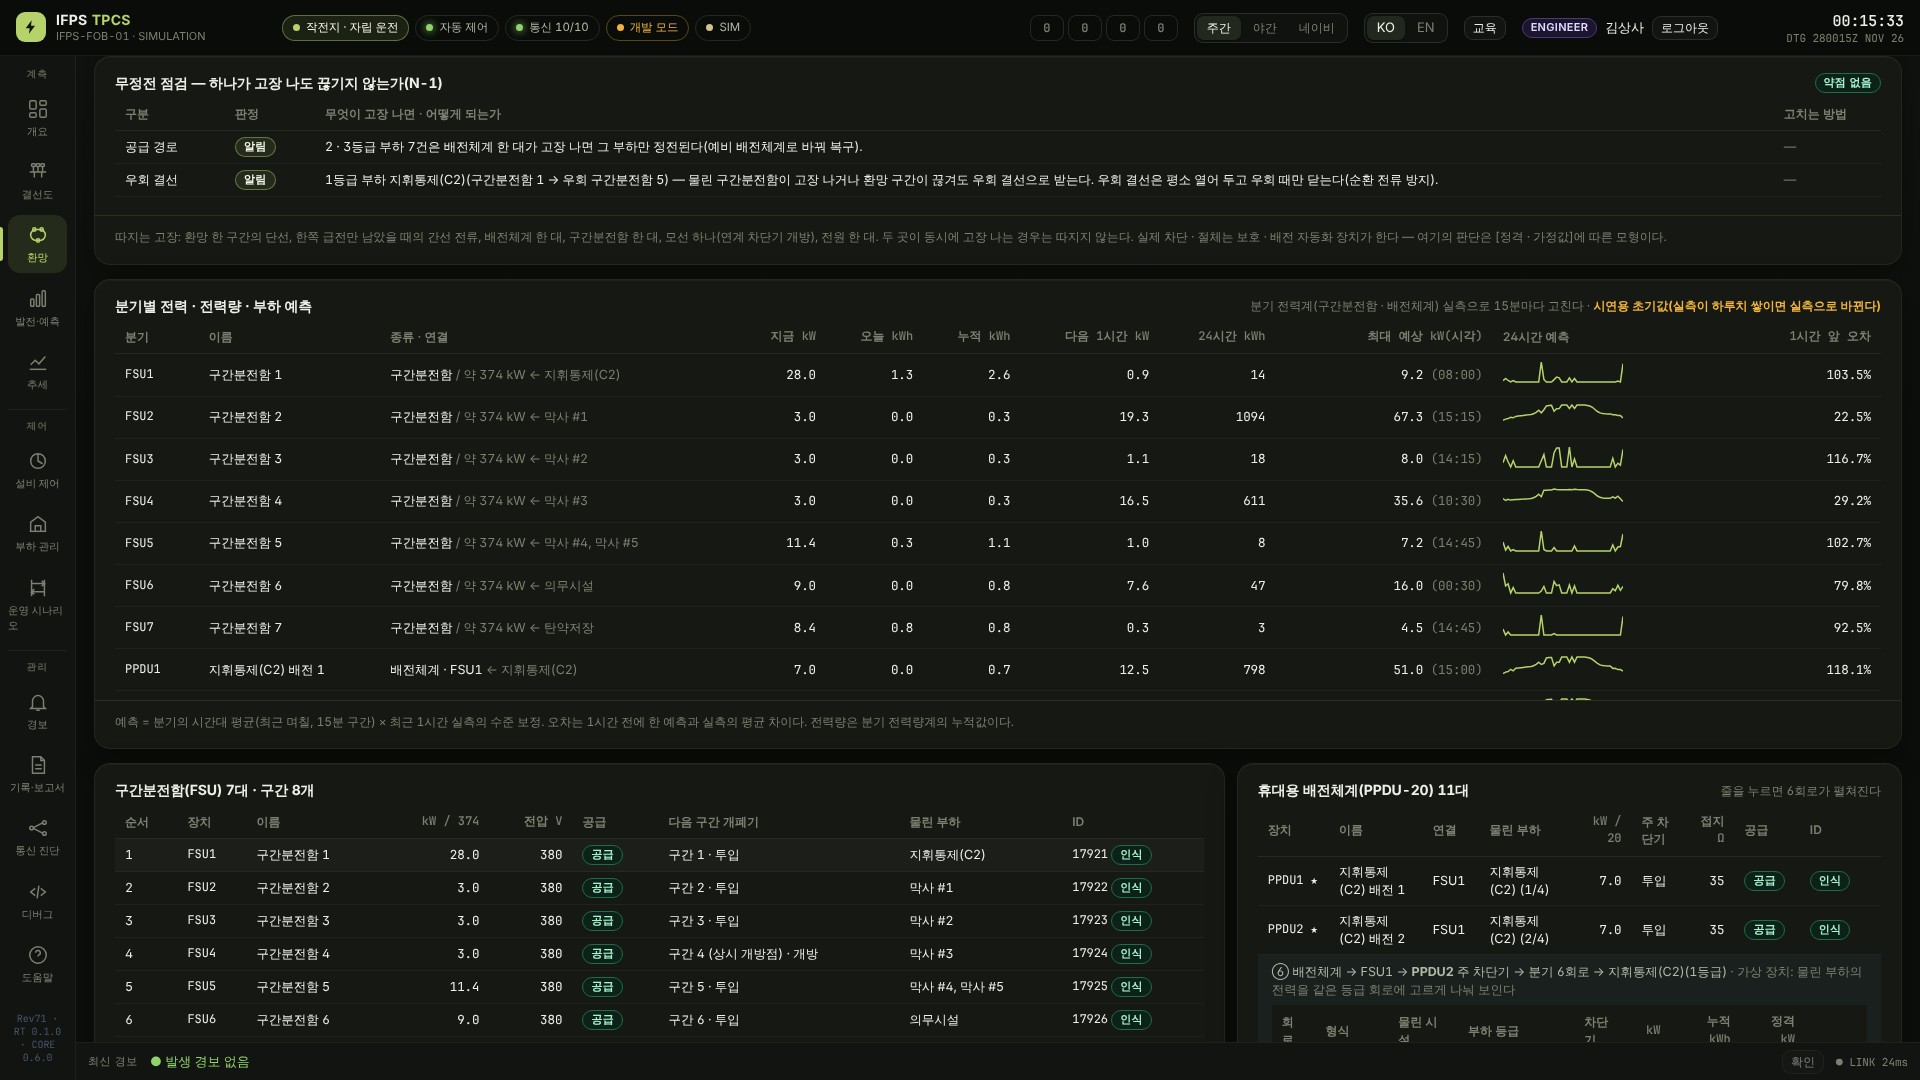 IFPS TPCS
IFPS-FOB-01 · SIMULATION
작전지 · 자립 운전
자동 제어
통신 10/10
개발 모드
SIM
0 0 0 0
주간 야간 네이비
KO EN
교육
ENGINEER 김상사 로그아웃
00:15:33
DTG 280015Z NOV 26
계측
개요
결선도
환망
발전·예측
추세
제어
설비 제어
부하 관리
운영 시나리
오
관리
경보
기록·보고서
통신 진단
디버그
도움말
Rev71 ·
RT 0.1.0
· CORE
0.6.0
무정전 점검 — 하나가 고장 나도 끊기지 않는가(N-1)
약점 없음
구분 판정 무엇이 고장 나면 · 어떻게 되는가 고치는 방법
공급 경로 알림 2 · 3등급 부하 7건은 배전체계 한 대가 고장 나면 그 부하만 정전된다(예비 배전체계로 바꿔 복구). —
우회 결선 알림 1등급 부하 지휘통제(C2)(구간분전함 1 → 우회 구간분전함 5) — 물린 구간분전함이 고장 나거나 환망 구간이 끊겨도 우회 결선으로 받는다. 우회 결선은 평소 열어 두고 우회 때만 닫는다(순환 전류 방지). —
따지는 고장: 환망 한 구간의 단선, 한쪽 급전만 남았을 때의 간선 전류, 배전체계 한 대, 구간분전함 한 대, 모선 하나(연계 차단기 개방), 전원 한 대. 두 곳이 동시에 고장 나는 경우는 따지지 않는다. 실제 차단 · 절체는 보호 · 배전 자동화 장치가 한다 — 여기의 판단은 [정격 · 가정값]에 따른 모형이다.
분기별 전력 · 전력량 · 부하 예측
분기 전력계(구간분전함 · 배전체계) 실측으로 15분마다 고친다 · 시연용 초기값(실측이 하루치 쌓이면 실측으로 바뀐다)
분기 이름 종류 · 연결 지금 kW 오늘 kWh 누적 kWh 다음 1시간 kW 24시간 kWh 최대 예상 kW(시각) 24시간 예측 1시간 앞 오차
FSU1 구간분전함 1 구간분전함 / 약 374 kW ← 지휘통제(C2) 28.0 1.3 2.6 0.9 14 9.2 (08:00) 103.5%
FSU2 구간분전함 2 구간분전함 / 약 374 kW ← 막사 #1 3.0 0.0 0.3 19.3 1094 67.3 (15:15) 22.5%
FSU3 구간분전함 3 구간분전함 / 약 374 kW ← 막사 #2 3.0 0.0 0.3 1.1 18 8.0 (14:15) 116.7%
FSU4 구간분전함 4 구간분전함 / 약 374 kW ← 막사 #3 3.0 0.0 0.3 16.5 611 35.6 (10:30) 29.2%
FSU5 구간분전함 5 구간분전함 / 약 374 kW ← 막사 #4, 막사 #5 11.4 0.3 1.1 1.0 8 7.2 (14:45) 102.7%
FSU6 구간분전함 6 구간분전함 / 약 374 kW ← 의무시설 9.0 0.0 0.8 7.6 47 16.0 (00:30) 79.8%
FSU7 구간분전함 7 구간분전함 / 약 374 kW ← 탄약저장 8.4 0.8 0.8 0.3 3 4.5 (14:45) 92.5%
PPDU1 지휘통제(C2) 배전 1 배전체계 · FSU1 ← 지휘통제(C2) 7.0 0.0 0.7 12.5 798 51.0 (15:00) 118.1%
예측 = 분기의 시간대 평균(최근 며칠, 15분 구간) × 최근 1시간 실측의 수준 보정. 오차는 1시간 전에 한 예측과 실측의 평균 차이다. 전력량은 분기 전력량계의 누적값이다.
구간분전함(FSU) 7대 · 구간 8개
순서 장치 이름 kW / 374 전압 V 공급 다음 구간 개폐기 물린 부하 ID
1 FSU1 구간분전함 1 28.0 380 공급 구간 1 · 투입 지휘통제(C2) 17921 인식
2 FSU2 구간분전함 2 3.0 380 공급 구간 2 · 투입 막사 #1 17922 인식
3 FSU3 구간분전함 3 3.0 380 공급 구간 3 · 투입 막사 #2 17923 인식
4 FSU4 구간분전함 4 3.0 380 공급 구간 4 (상시 개방점) · 개방 막사 #3 17924 인식
5 FSU5 구간분전함 5 11.4 380 공급 구간 5 · 투입 막사 #4, 막사 #5 17925 인식
6 FSU6 구간분전함 6 9.0 380 공급 구간 6 · 투입 의무시설 17926 인식
휴대용 배전체계(PPDU-20) 11대
줄을 누르면 6회로가 펼쳐진다
장치 이름 연결 물린 부하 kW / 20 주 차단기 접지 Ω 공급 ID
PPDU1 ★ 지휘통제(C2) 배전 1 FSU1 지휘통제(C2) (1/4) 7.0 투입 35 공급 인식
PPDU2 ★ 지휘통제(C2) 배전 2 FSU1 지휘통제(C2) (2/4) 7.0 투입 35 공급 인식
⑥ 배전체계 → FSU1 → PPDU2 주 차단기 → 분기 6회로 → 지휘통제(C2)(1등급) · 가상 장치: 물린 부하의
전력을 같은 등급 회로에 고르게 나눠 보인다
회로 형식 물린 시설 부하 등급 차단기 kW 누적 kWh 정격 kW
최신 경보 발생 경보 없음
확인 LINK 24ms